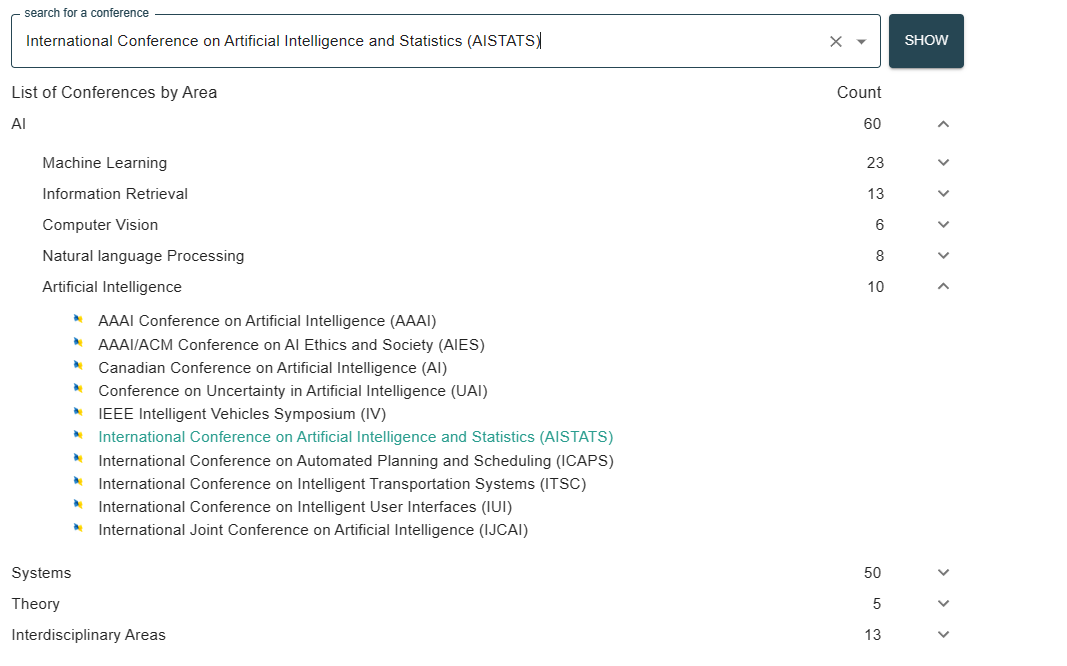 search for a conference
International Conference on Artificial Intelligence and Statistics (AISTATS)
SHOW
List of Conferences by Area Count
AI 60
Machine Learning 23
Information Retrieval 13
Computer Vision 6
Natural language Processing 8
Artificial Intelligence 10
AAAI Conference on Artificial Intelligence (AAAI)
AAAI/ACM Conference on AI Ethics and Society (AIES)
Canadian Conference on Artificial Intelligence (AI)
Conference on Uncertainty in Artificial Intelligence (UAI)
IEEE Intelligent Vehicles Symposium (IV)
International Conference on Artificial Intelligence and Statistics (AISTATS)
International Conference on Automated Planning and Scheduling (ICAPS)
International Conference on Intelligent Transportation Systems (ITSC)
International Conference on Intelligent User Interfaces (IUI)
International Joint Conference on Artificial Intelligence (IJCAI)
Systems 50
Theory 5
Interdisciplinary Areas 13